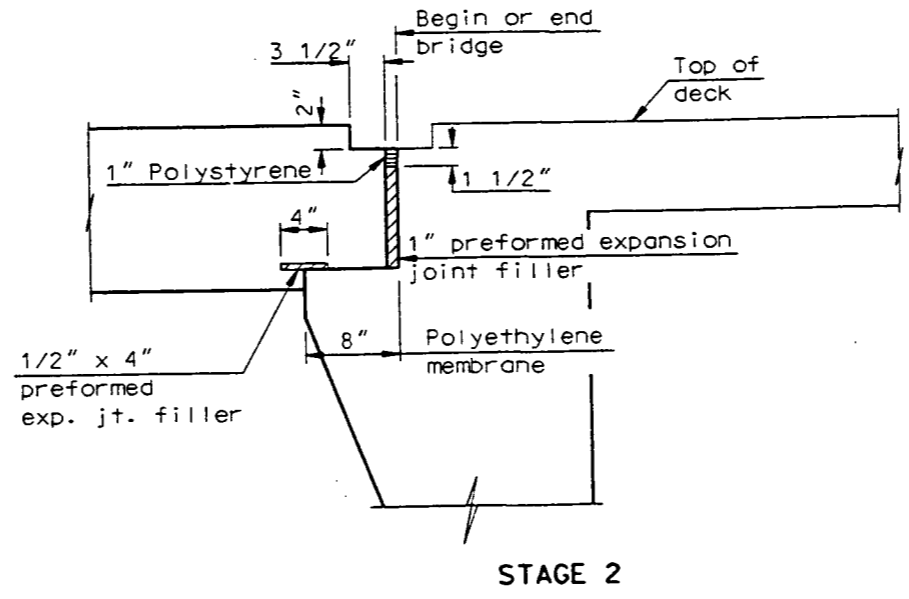 Begin or end
bridge
3 1/2"
Top of
deck
2"
1" Polystyrene
1 1/2"
4"
1" preformed expansion
joint filler
8"
Polyethylene
membrane
1/2" x 4"
preformed
exp. jt. filler
STAGE 2